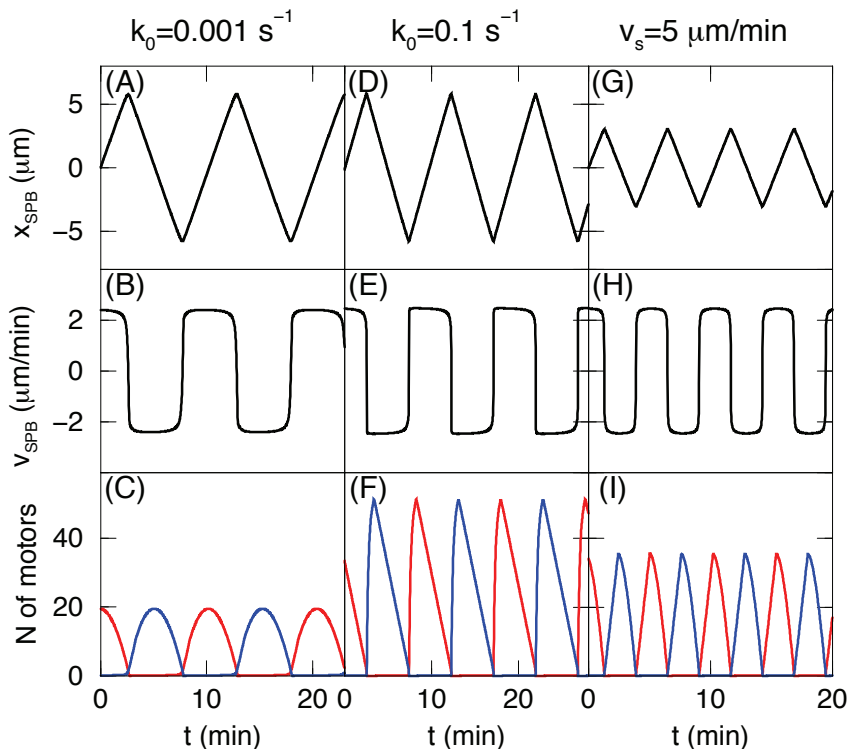 k₀=0.001 s⁻¹ k₀=0.1 s⁻¹ vₛ=5 μm/min
(A) (D) (G)
5
0
−5
x_SPB (μm)
(B) (E) (H)
2
0
−2
v_SPB (μm/min)
(C) (F) (I)
40
20
0
N of motors
0 10 20 0 10 20 0 10 20
t (min) t (min) t (min)